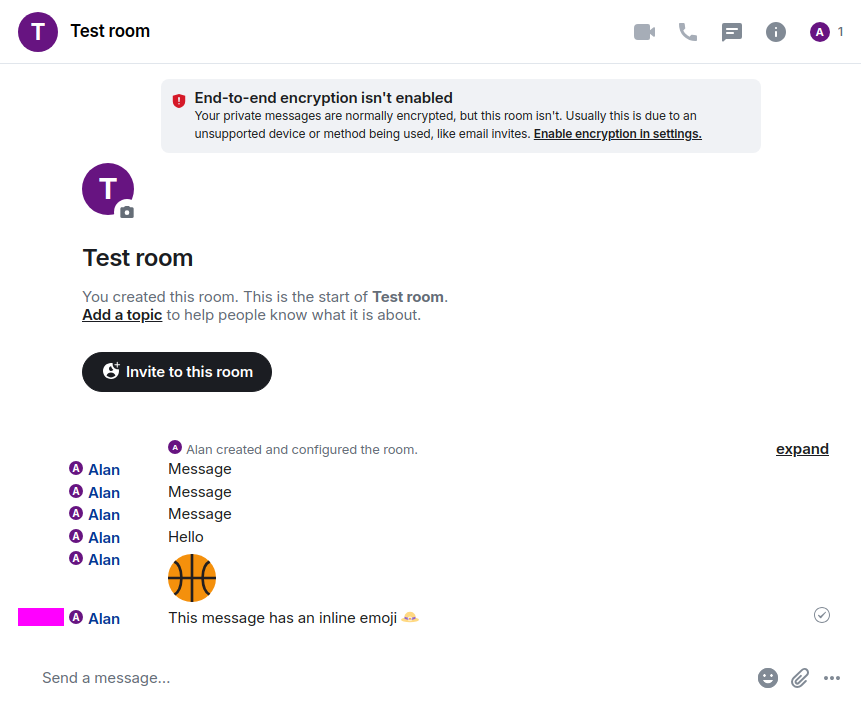 T Test room A 1
End-to-end encryption isn't enabled
Your private messages are normally encrypted, but this room isn't. Usually this is due to an
unsupported device or method being used, like email invites. Enable encryption in settings.
T
Test room
You created this room. This is the start of Test room.
Add a topic to help people know what it is about.
Invite to this room
A Alan created and configured the room. expand
A Alan Message
A Alan Message
A Alan Message
A Alan Hello
A Alan
A Alan This message has an inline emoji 👒
Send a message...